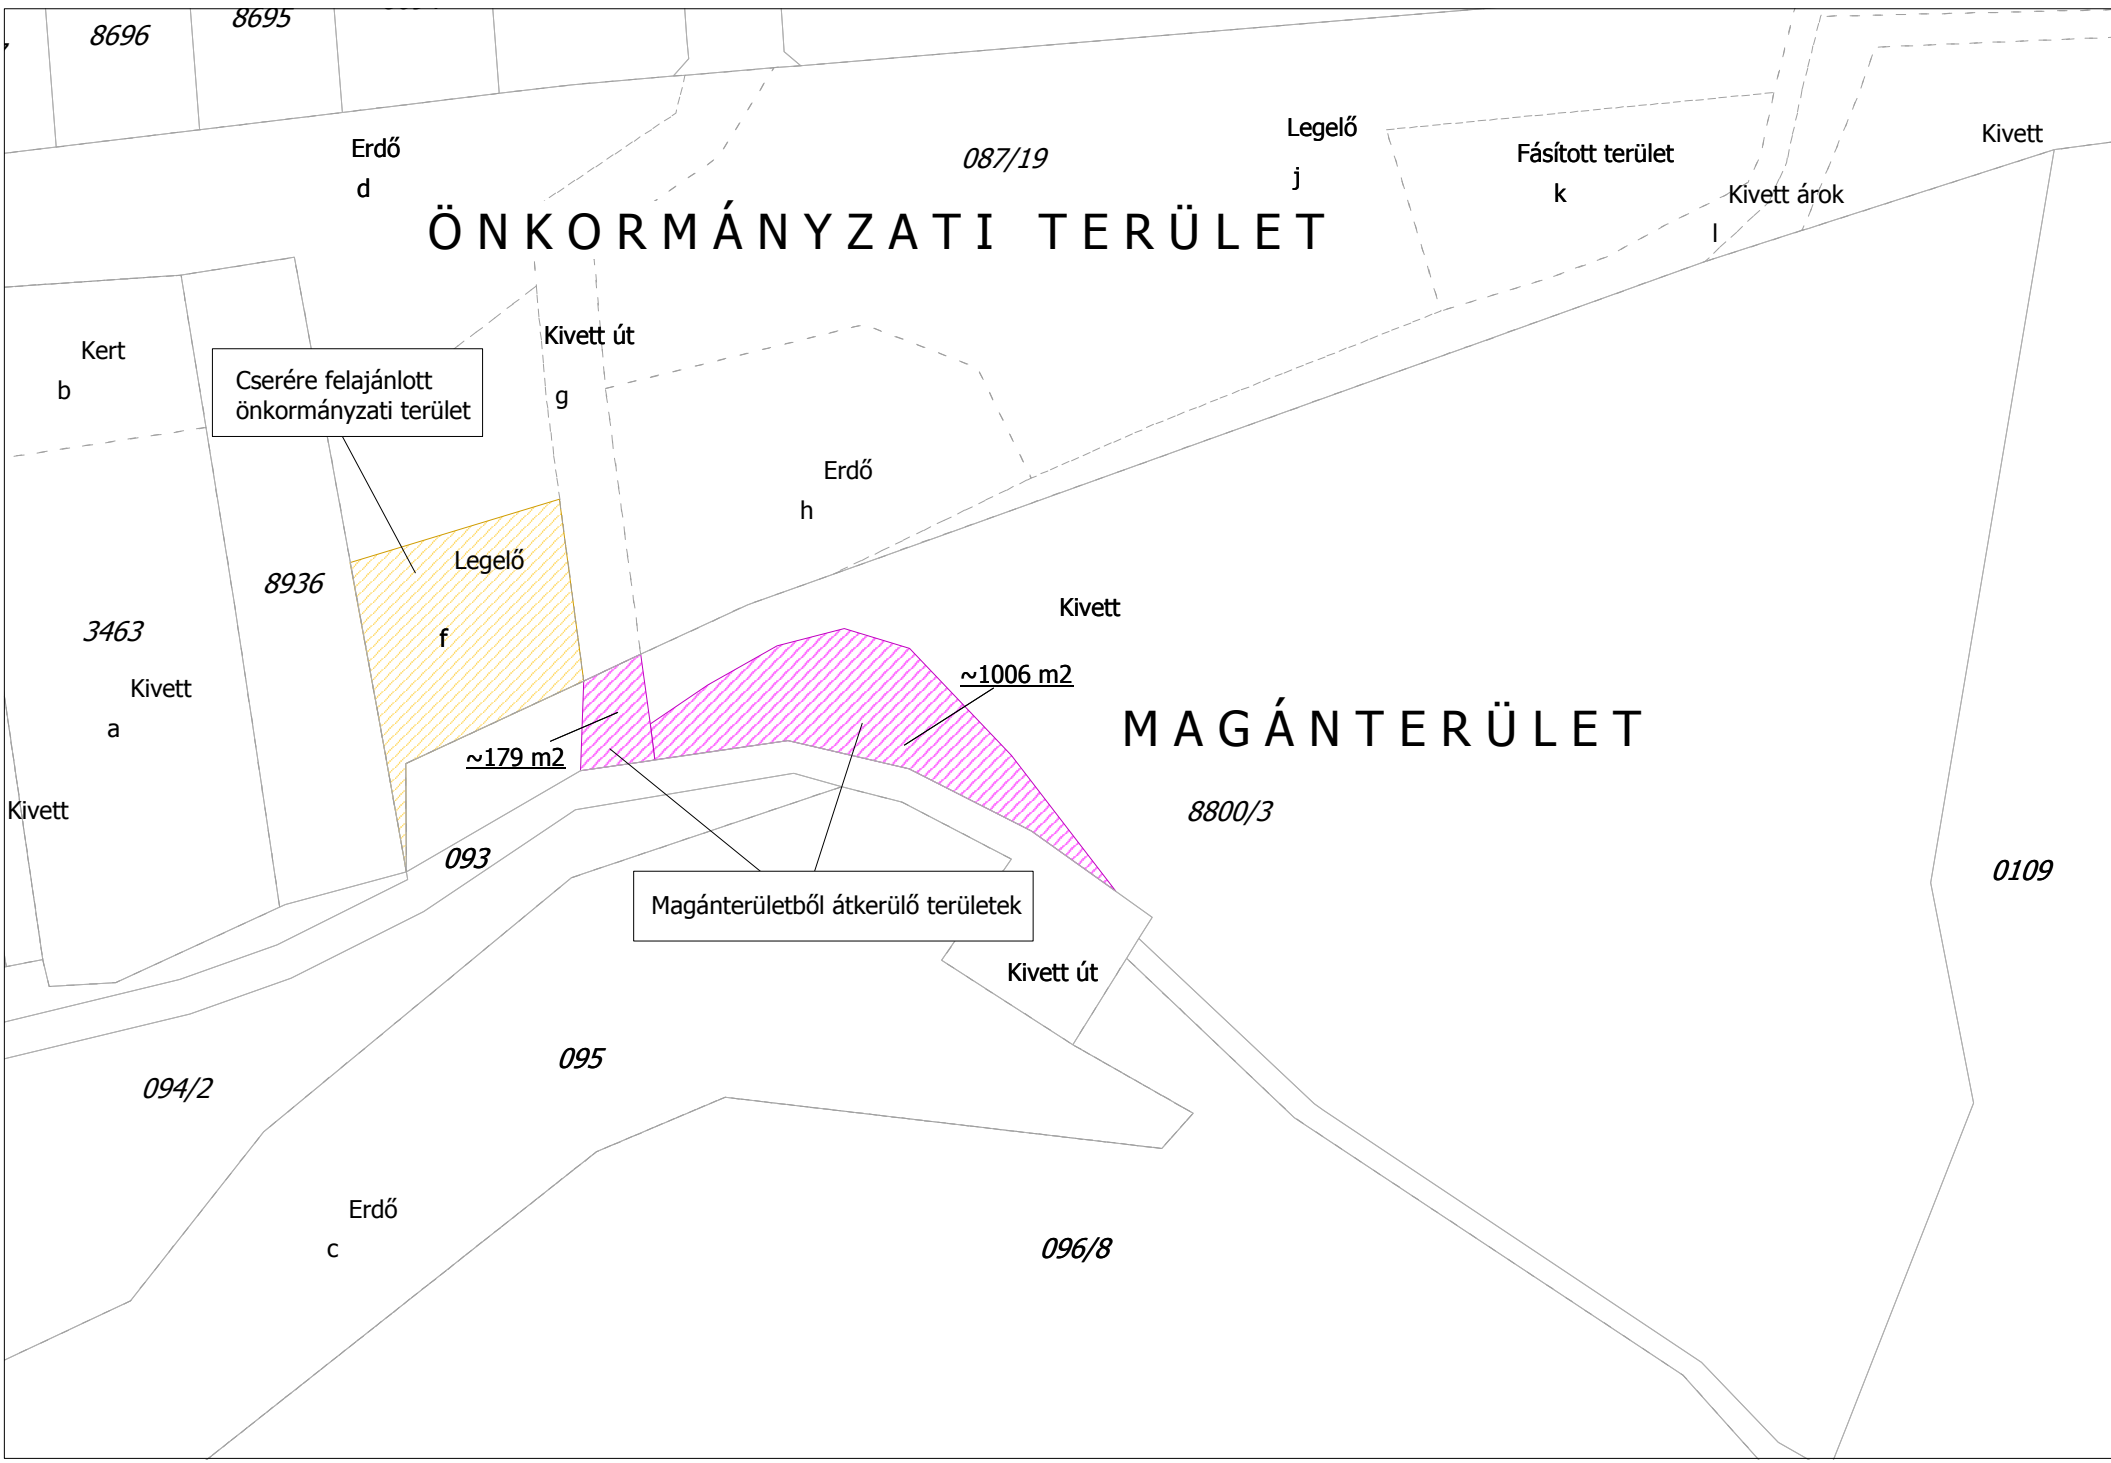 8696
8695
Erdő
d
087/19
Legelő
j
Fásított terület
k
Kivett
Kivett árok
l
ÖNKORMÁNYZATI TERÜLET
Kert
b
Kivett út
g
Cserére felajánlott
önkormányzati terület
Erdő
h
Legelő
f
8936
3463
Kivett
a
Kivett
Kivett
~1006 m2
~179 m2
MAGÁNTERÜLET
8800/3
093
0109
Magánterületből átkerülő területek
Kivett út
095
094/2
Erdő
c
096/8